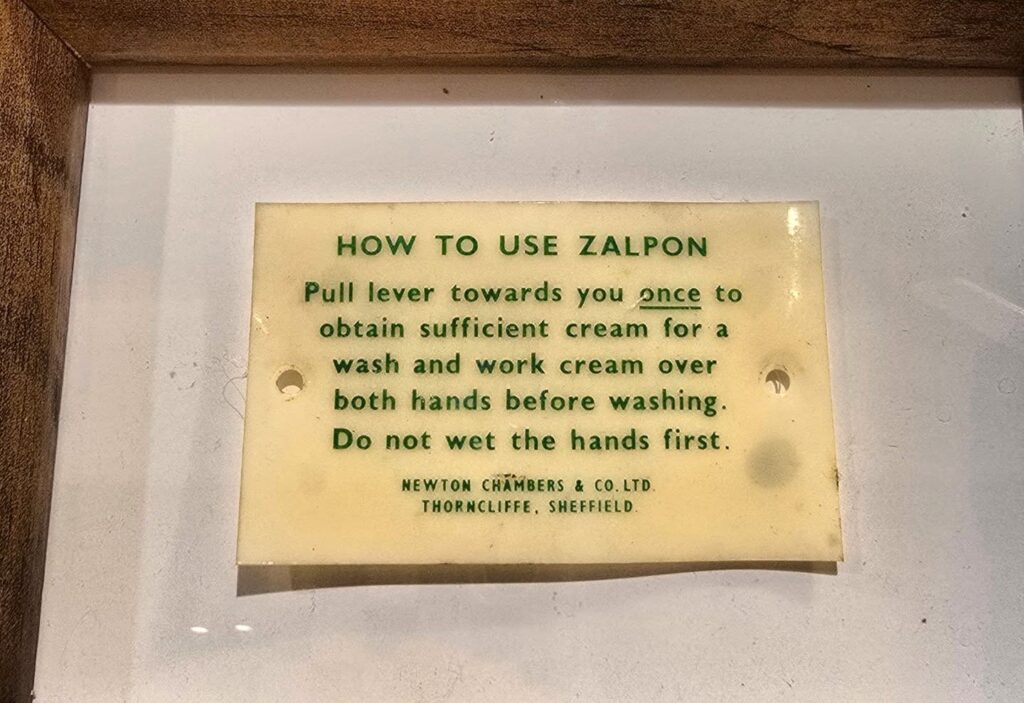 HOW TO USE ZALPON
Pull lever towards you once to
obtain sufficient cream for a
wash and work cream over
both hands before washing.
Do not wet the hands first.
NEWTON CHAMBERS & CO. LTD.
THORNCLIFFE, SHEFFIELD.